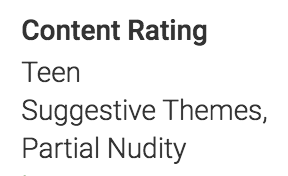 Content Rating
Teen
Suggestive Themes,
Partial Nudity